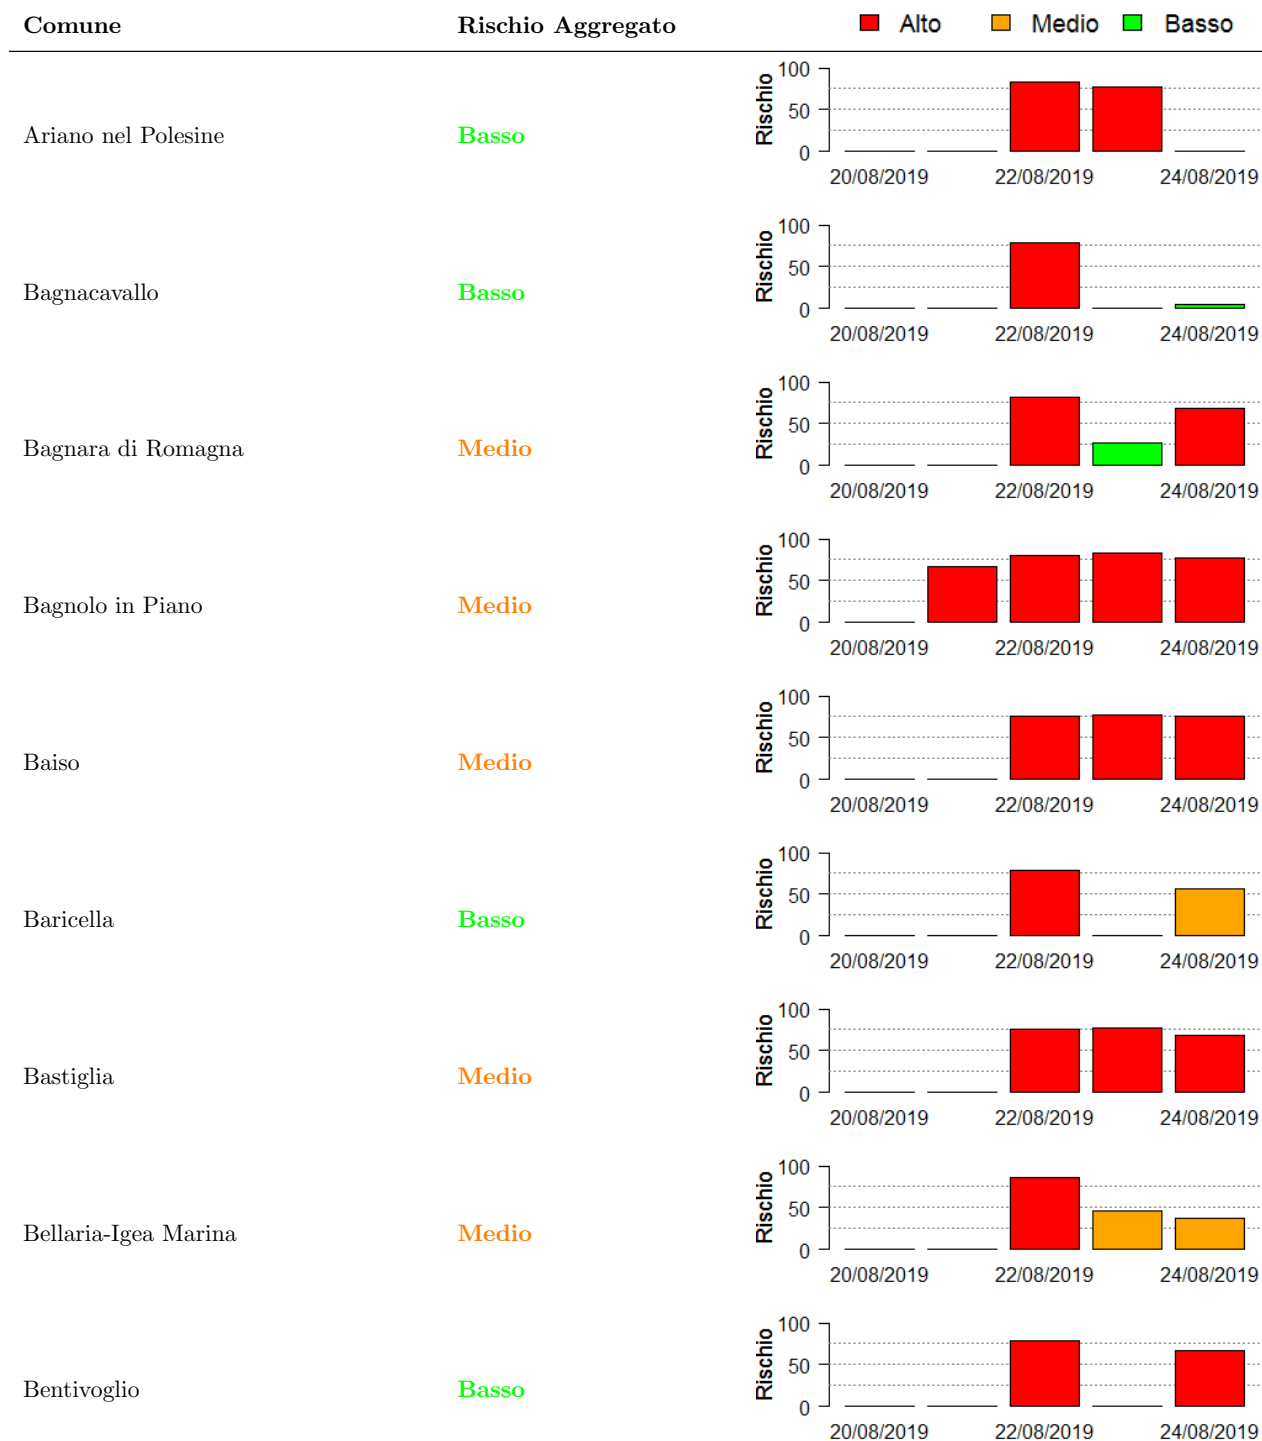 Comune Rischio Aggregato Alto Medio Basso
Ariano nel Polesine Basso Rischio 100 50 0
20/08/2019 22/08/2019 24/08/2019
Bagnacavallo Basso Rischio 100 50 0
20/08/2019 22/08/2019 24/08/2019
Bagnara di Romagna Medio Rischio 100 50 0
20/08/2019 22/08/2019 24/08/2019
Bagnolo in Piano Medio Rischio 100 50 0
20/08/2019 22/08/2019 24/08/2019
Baiso Medio Rischio 100 50 0
20/08/2019 22/08/2019 24/08/2019
Baricella Basso Rischio 100 50 0
20/08/2019 22/08/2019 24/08/2019
Bastiglia Medio Rischio 100 50 0
20/08/2019 22/08/2019 24/08/2019
Bellaria-Igea Marina Medio Rischio 100 50 0
20/08/2019 22/08/2019 24/08/2019
Bentivoglio Basso Rischio 100 50 0
20/08/2019 22/08/2019 24/08/2019